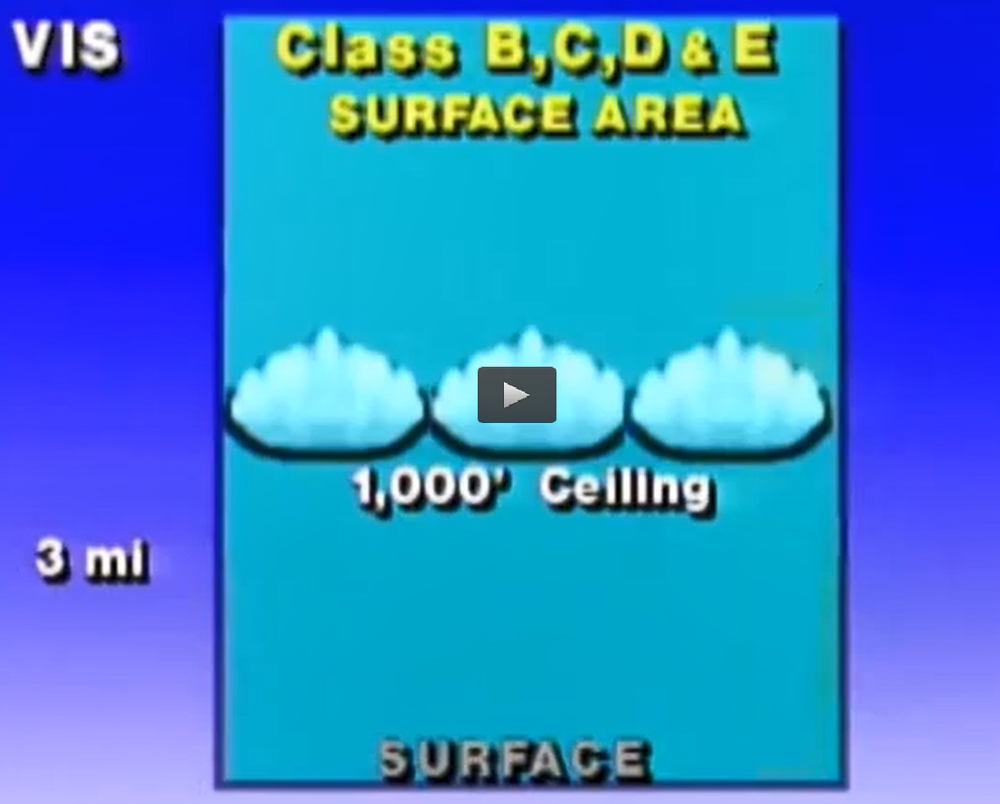 VIS
Class B,C,D & E
SURFACE AREA
1,000' Ceiling
3 mi
SURFACE